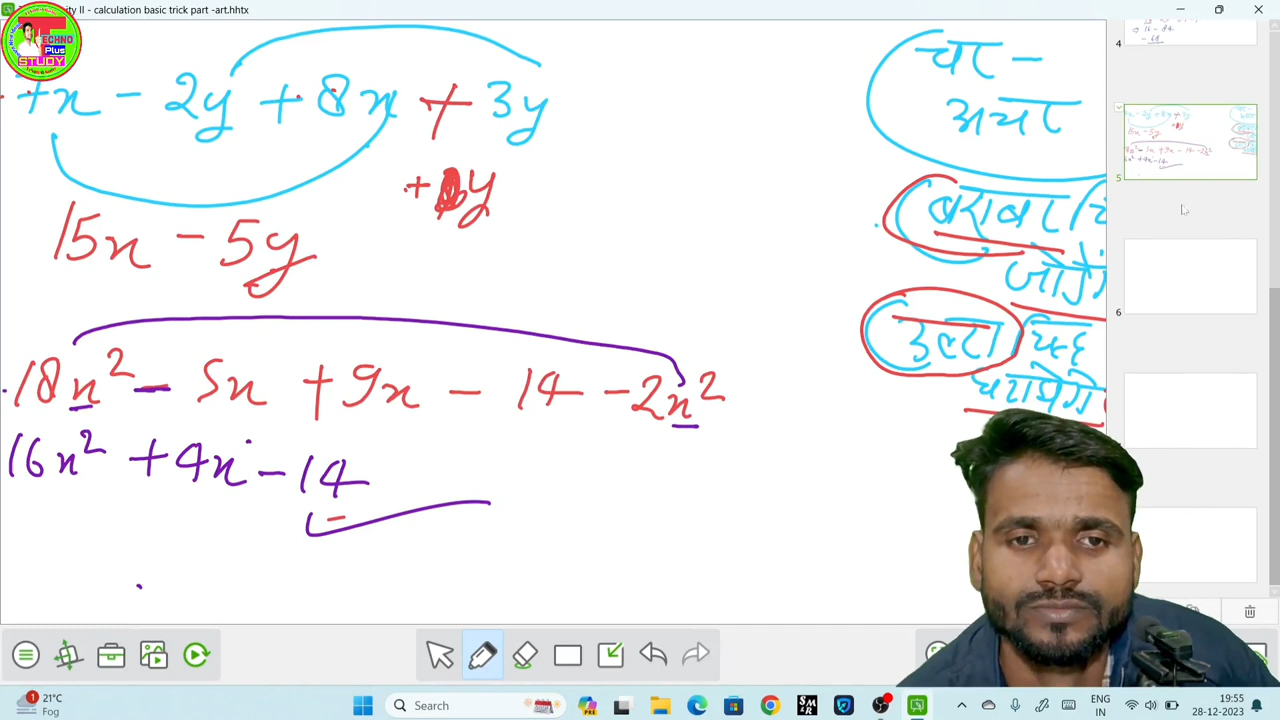 ity II - calculation basic trick part -art.hhtx
TECHNO
Plus
STUDY
7x - 2y + 8x + 3y
+ y
15x - 5y
18x² - 5x + 9x - 14 - 2x²
16x² + 4x - 14
चर -
अचर
बराबर
जोड़ेंगे
उल्टा चिह्न
घटायेंगे
4
5
6
1
21°C
Fog
Search
ENG
IN
19:55
28-12-2023